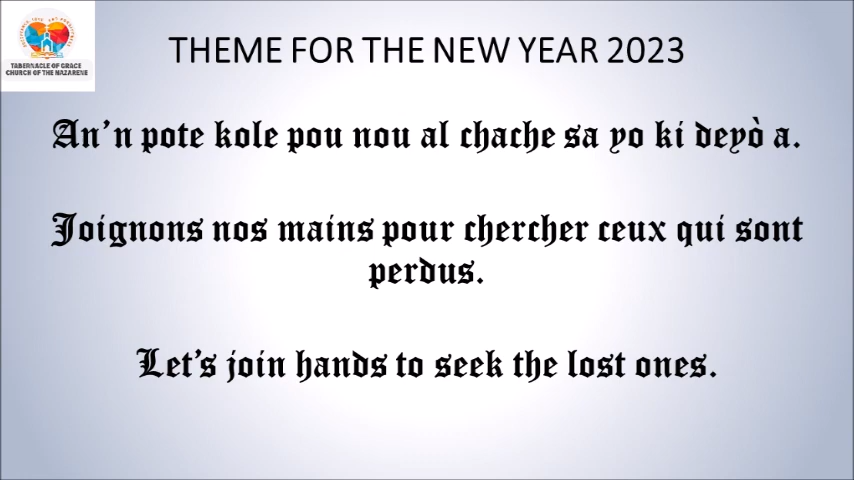 TABERNACLE OF GRACE
CHURCH OF THE NAZARENE
THEME FOR THE NEW YEAR 2023
An'n pote kole pou nou al chache sa yo ki deyò a.
Joignons nos mains pour chercher ceux qui sont
perdus.
Let's join hands to seek the lost ones.